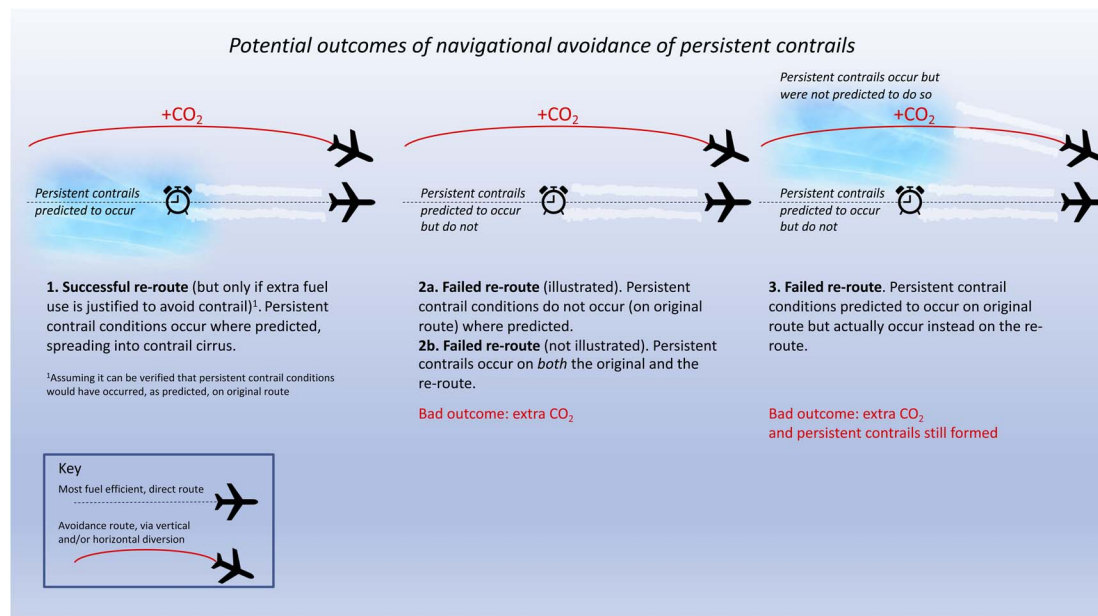 Potential outcomes of navigational avoidance of persistent contrails
+CO₂
Persistent contrails
predicted to occur
1. Successful re-route (but only if extra fuel
use is justified to avoid contrail)¹. Persistent
contrail conditions occur where predicted,
spreading into contrail cirrus.
¹Assuming it can be verified that persistent contrail conditions
would have occurred, as predicted, on original route
+CO₂
Persistent contrails
predicted to occur
but do not
2a. Failed re-route (illustrated). Persistent
contrail conditions do not occur (on original
route) where predicted.
2b. Failed re-route (not illustrated). Persistent
contrails occur on both the original and the
re-route.
Bad outcome: extra CO₂
Persistent contrails occur but
were not predicted to do so
+CO₂
Persistent contrails
predicted to occur
but do not
3. Failed re-route. Persistent contrail
conditions predicted to occur on original
route but actually occur instead on the re-
route.
Bad outcome: extra CO₂
and persistent contrails still formed
Key
Most fuel efficient, direct route
Avoidance route, via vertical
and/or horizontal diversion